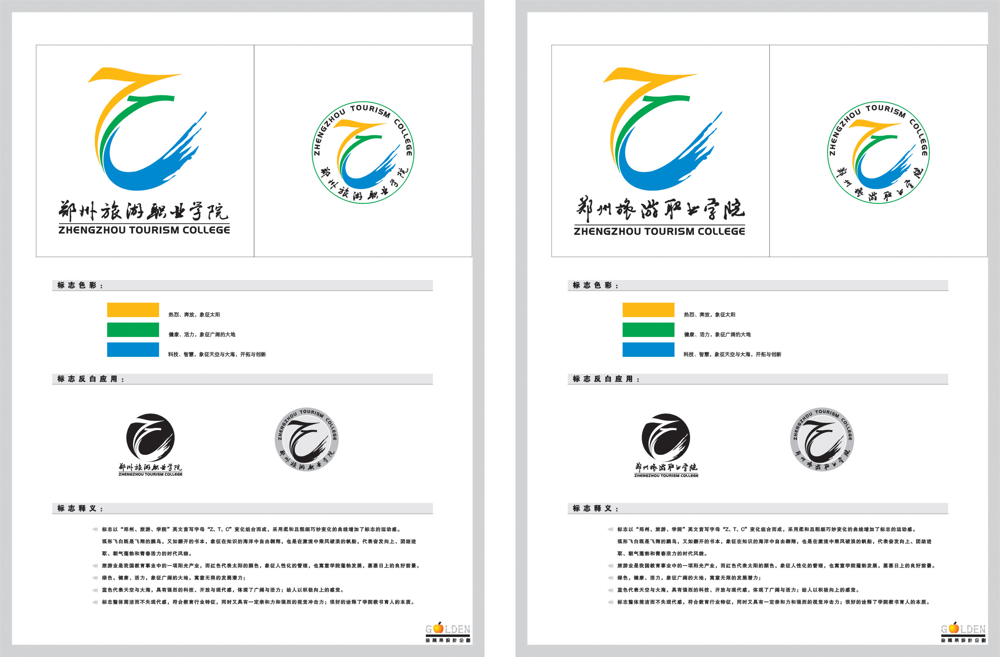 郑州旅游职业学院
ZHENGZHOU TOURISM COLLEGE
ZHENGZHOU TOURISM COLLEGE
郑州旅游职业学院
标志色彩：
热烈、奔放，象征太阳
健康、活力，象征广阔的大地
科技、智慧，象征天空与大海，开拓与创新
标志反白应用：
郑州旅游职业学院
ZHENGZHOU TOURISM COLLEGE
ZHENGZHOU TOURISM COLLEGE
郑州旅游职业学院
标志释义：
标志以“郑州、旅游、学院”英文首写字母“Z、T、C”变化组合而成，采用柔和且粗细巧妙变化的曲线增加了标志的运动感。
弧形飞白既是飞翔的鹏鸟，又如翻开的书本，象征在知识的海洋中自由翱翔，也是在激流中乘风破浪的帆船，代表奋发向上、团结进
取、朝气蓬勃和青春活力的时代风貌。
旅游业是我国教育事业中的一项阳光产业，而红色代表太阳的颜色，象征人性化的管理，也寓意学院蓬勃发展，蒸蒸日上的良好前景。
绿色，健康、活力，象征广阔的大地，寓意无限的发展潜力；
蓝色代表天空与大海，具有强烈的科技、开放与现代感，体现了广阔与活力；给人以积极向上的感觉。
标志整体简洁而不失现代感，符合教育行业特征，同时又具有一定亲和力和强烈的视觉冲击力；很好的诠释了学院教书育人的本质。
GOLDEN
金蘋果設計企劃
郑州旅游职业学院
ZHENGZHOU TOURISM COLLEGE
ZHENGZHOU TOURISM COLLEGE
郑州旅游职业学院
标志色彩：
热烈、奔放，象征太阳
健康、活力，象征广阔的大地
科技、智慧，象征天空与大海，开拓与创新
标志反白应用：
郑州旅游职业学院
ZHENGZHOU TOURISM COLLEGE
ZHENGZHOU TOURISM COLLEGE
郑州旅游职业学院
标志释义：
标志以“郑州、旅游、学院”英文首写字母“Z、T、C”变化组合而成，采用柔和且粗细巧妙变化的曲线增加了标志的运动感。
弧形飞白既是飞翔的鹏鸟，又如翻开的书本，象征在知识的海洋中自由翱翔，也是在激流中乘风破浪的帆船，代表奋发向上、团结进
取、朝气蓬勃和青春活力的时代风貌。
旅游业是我国教育事业中的一项阳光产业，而红色代表太阳的颜色，象征人性化的管理，也寓意学院蓬勃发展，蒸蒸日上的良好前景。
绿色，健康、活力，象征广阔的大地，寓意无限的发展潜力；
蓝色代表天空与大海，具有强烈的科技、开放与现代感，体现了广阔与活力；给人以积极向上的感觉。
标志整体简洁而不失现代感，符合教育行业特征，同时又具有一定亲和力和强烈的视觉冲击力；很好的诠释了学院教书育人的本质。
GOLDEN
金蘋果設計企劃